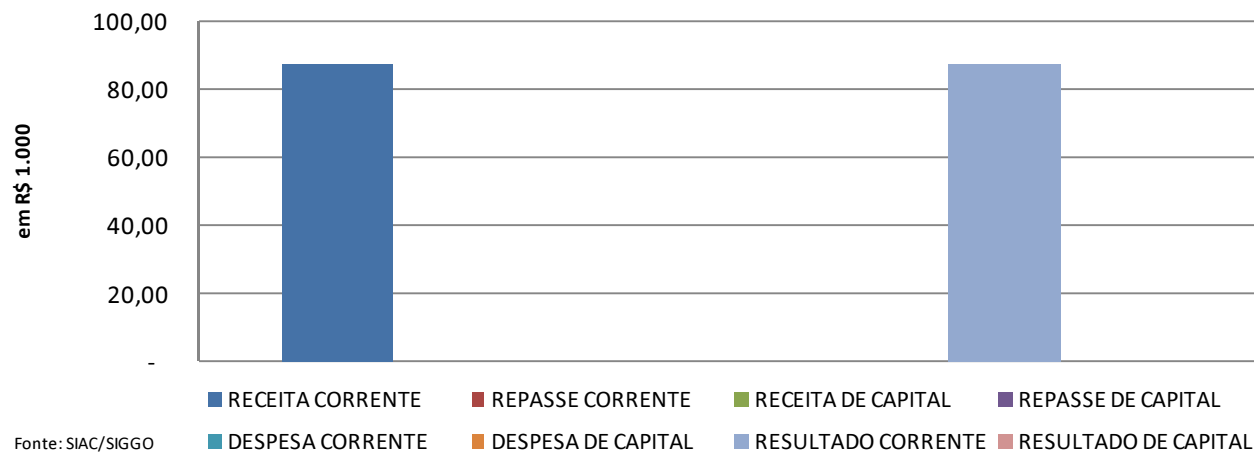 100,00
80,00
60,00
40,00
20,00
-
em R$ 1.000
RECEITA CORRENTE REPASSE CORRENTE RECEITA DE CAPITAL REPASSE DE CAPITAL
DESPESA CORRENTE DESPESA DE CAPITAL RESULTADO CORRENTE RESULTADO DE CAPITAL
Fonte: SIAC/SIGGO